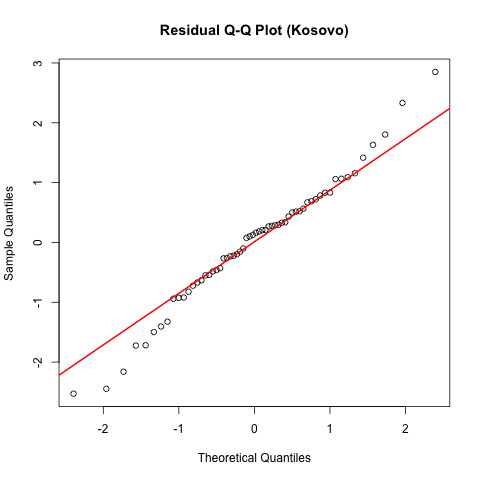 Residual Q-Q Plot (Kosovo)
3
2
1
0
-1
-2
Sample Quantiles
-2 -1 0 1 2
Theoretical Quantiles